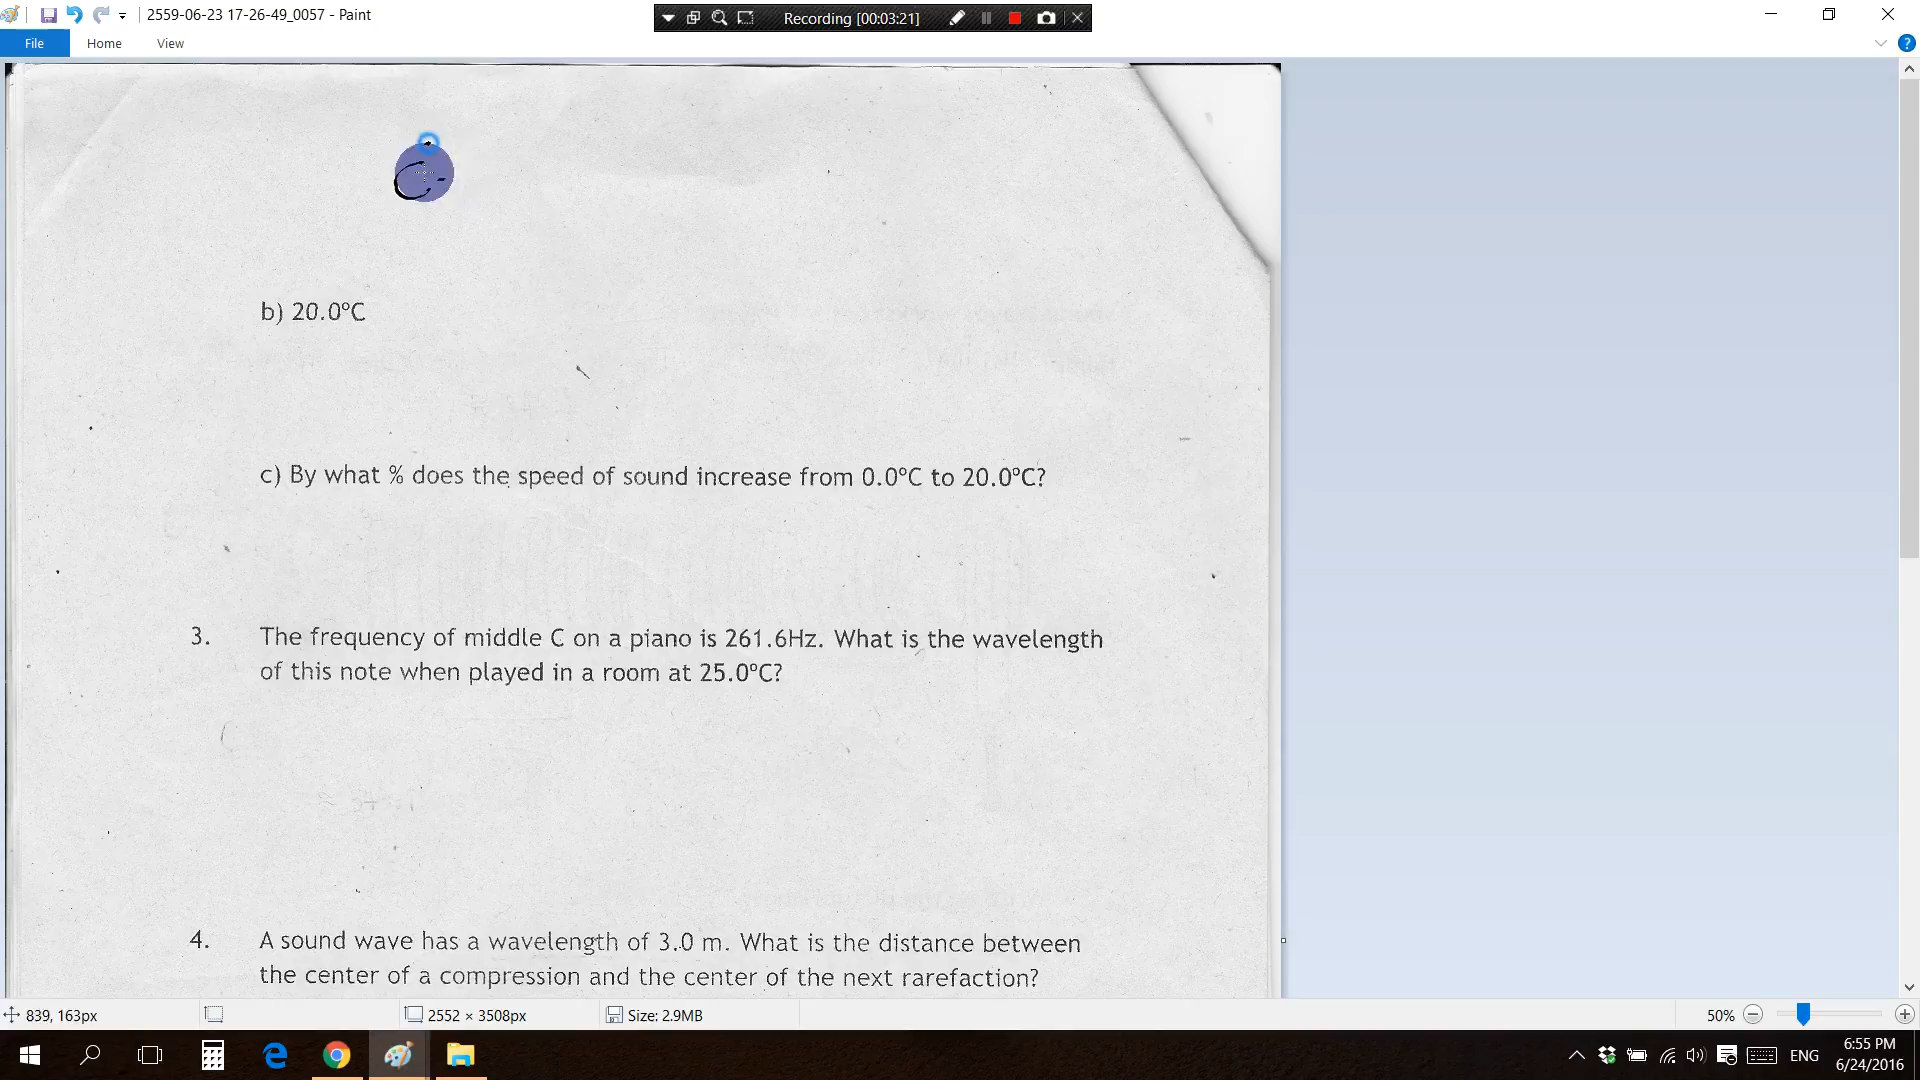 2559-06-23 17-26-49_0057 - Paint
Recording [00:03:21]
File Home View
b) 20.0ºC
c) By what % does the speed of sound increase from 0.0ºC to 20.0ºC?
3. The frequency of middle C on a piano is 261.6Hz. What is the wavelength
of this note when played in a room at 25.0ºC?
4. A sound wave has a wavelength of 3.0 m. What is the distance between
the center of a compression and the center of the next rarefaction?
839, 163px 2552 × 3508px Size: 2.9MB 50%
ENG
6:55 PM
6/24/2016